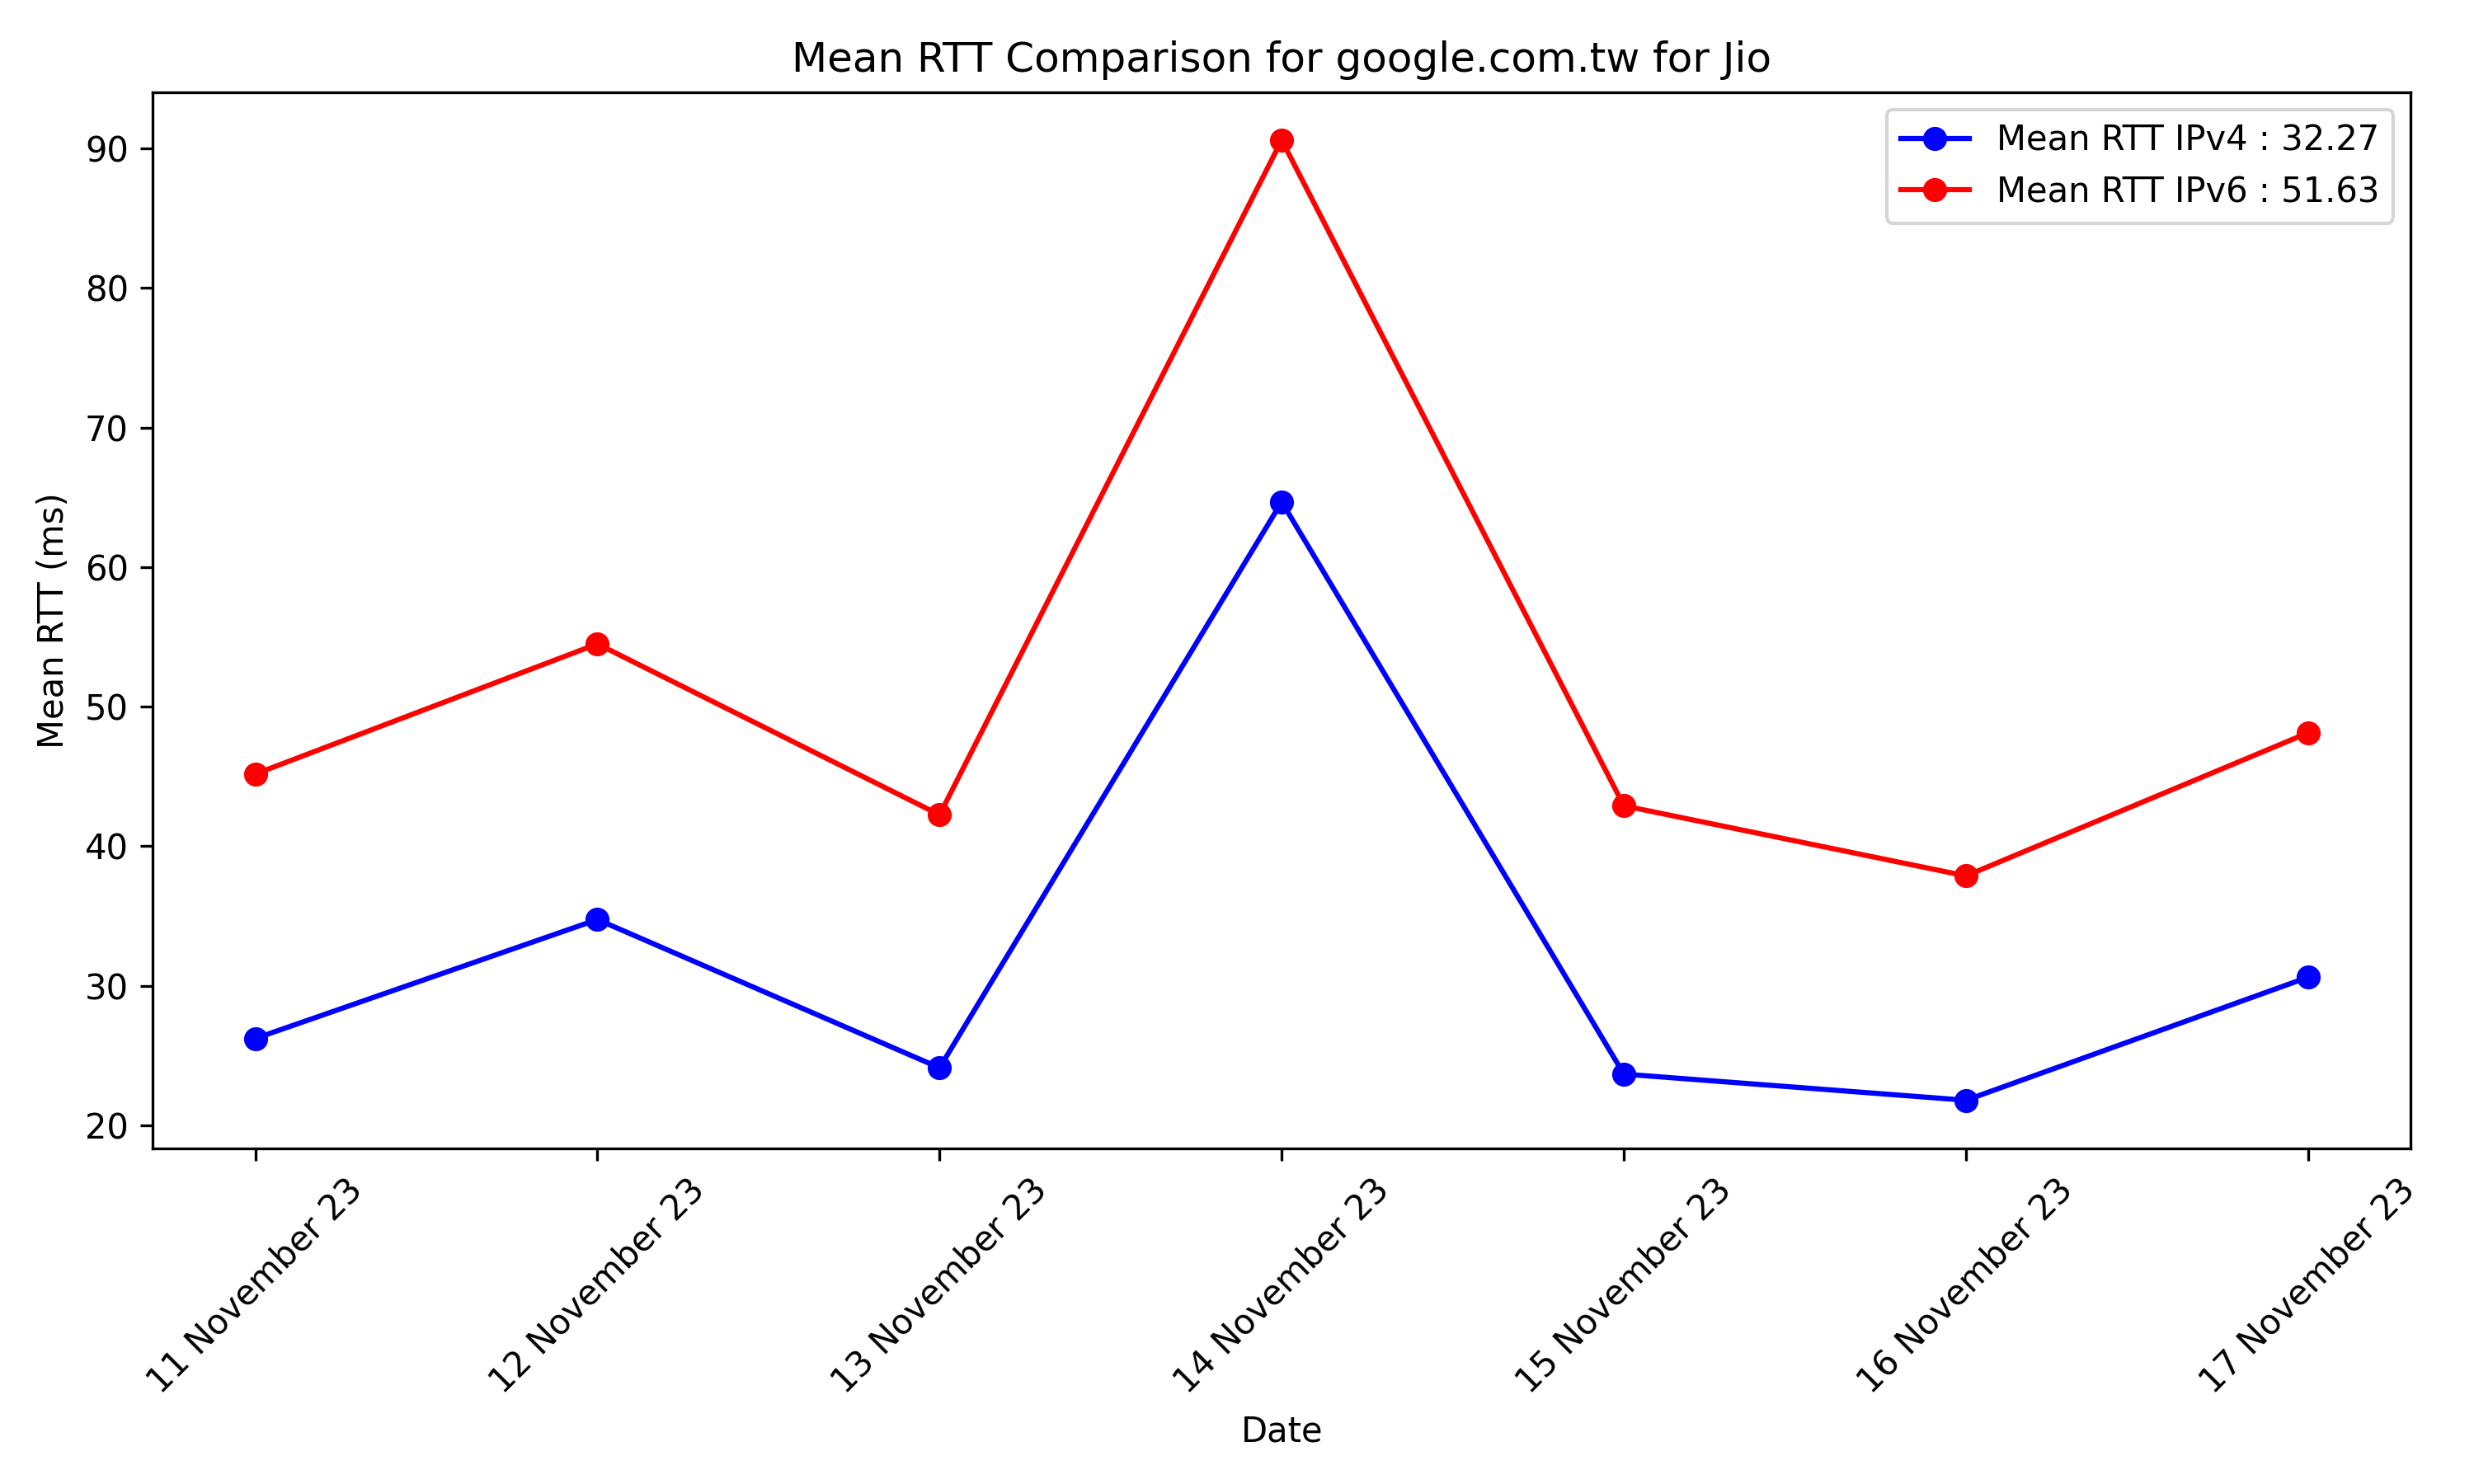 Mean RTT Comparison for google.com.tw for Jio
Mean RTT IPv4 : 32.27
Mean RTT IPv6 : 51.63
Mean RTT (ms)
90
80
70
60
50
40
30
20
11 November 23
12 November 23
13 November 23
14 November 23
15 November 23
16 November 23
17 November 23
Date